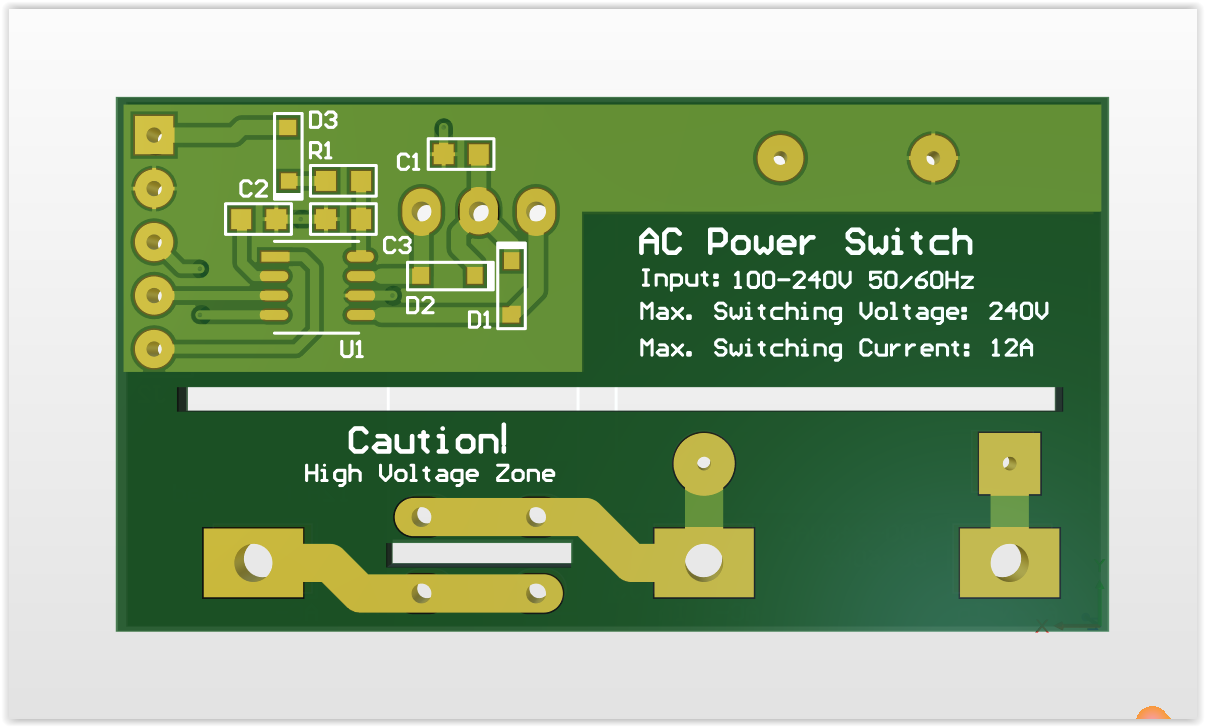 D3
R1
C1
C2
C3
D2
D1
U1
AC Power Switch
Input: 100-240V 50/60Hz
Max. Switching Voltage: 240V
Max. Switching Current: 12A
Caution!
High Voltage Zone